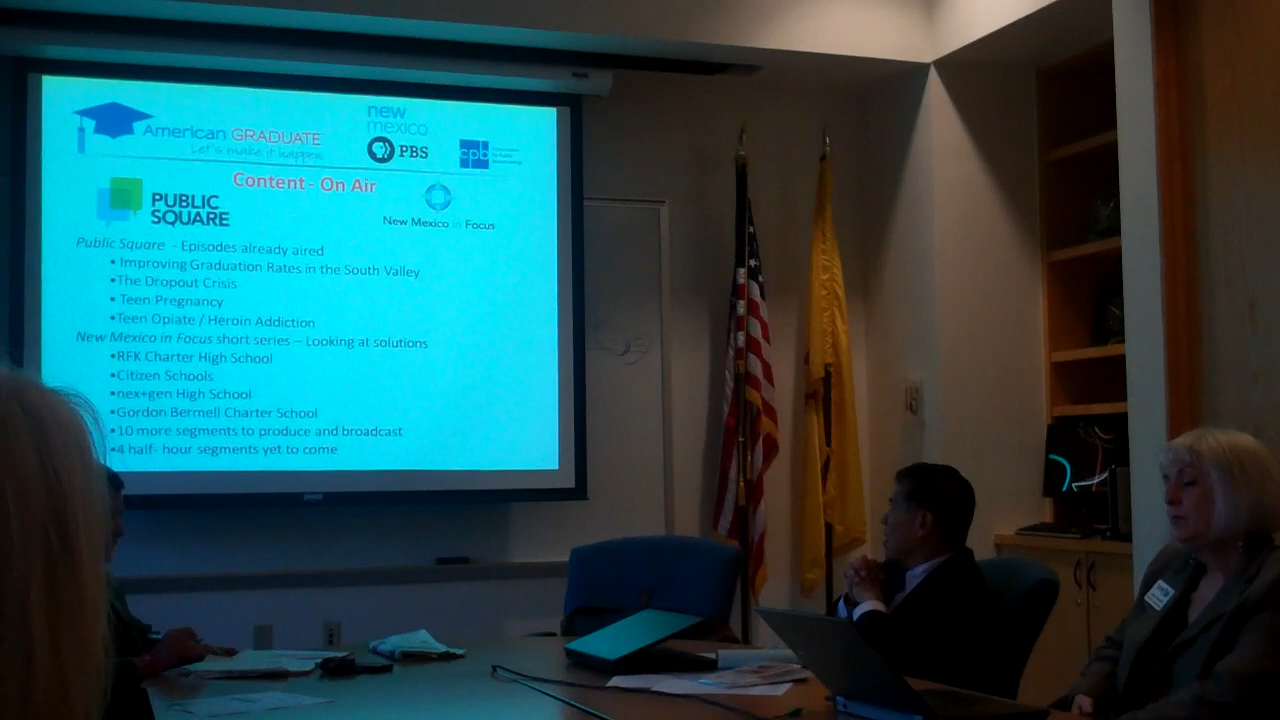 American GRADUATE
Let's make it happen
new
mexico
PBS
cpb
Content - On Air
PUBLIC
SQUARE
New Mexico in Focus
Public Square - Episodes already aired
• Improving Graduation Rates in the South Valley
•The Dropout Crisis
• Teen Pregnancy
•Teen Opiate / Heroin Addiction
New Mexico in Focus short series – Looking at solutions
•RFK Charter High School
•Citizen Schools
•nex+gen High School
•Gordon Bermell Charter School
•10 more segments to produce and broadcast
•4 half- hour segments yet to come